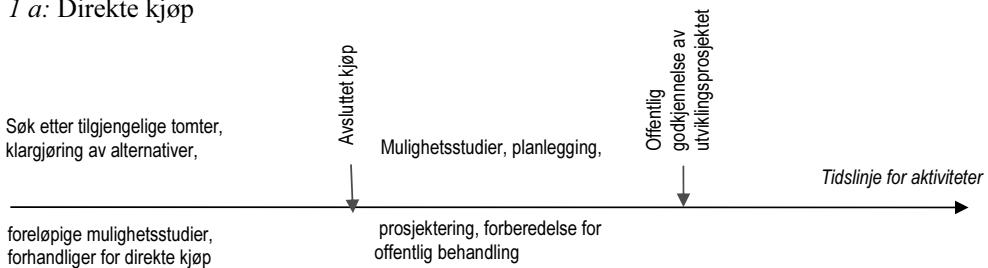 1 a: Direkte kjøp
Søk etter tilgjengelige tomter,
klargjøring av alternativer,
foreløpige mulighetsstudier,
forhandliger for direkte kjøp
Avsluttet kjøp
Mulighetsstudier, planlegging,
prosjektering, forberedelse for
offentlig behandling
Offentlig
godkjennelse av
utviklingsprosjektet
Tidslinje for aktiviteter